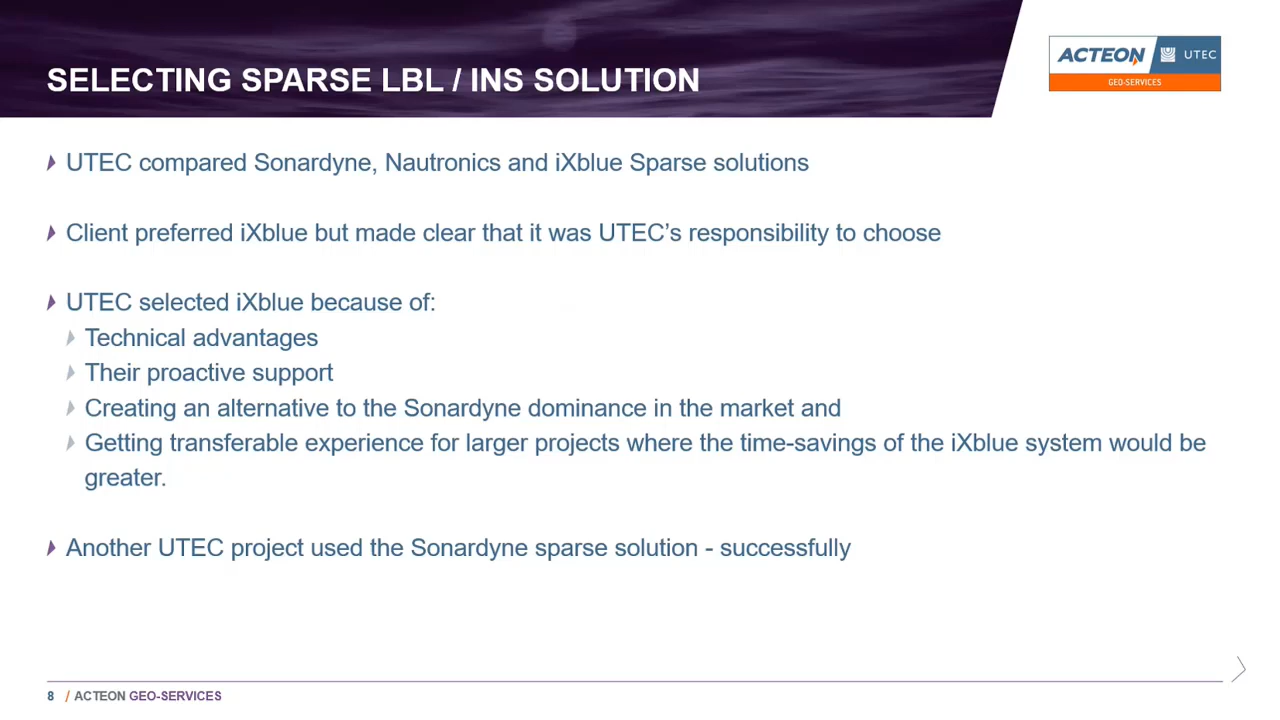 SELECTING SPARSE LBL / INS SOLUTION
ACTEON UTEC
GEO-SERVICES
UTEC compared Sonardyne, Nautronics and iXblue Sparse solutions
Client preferred iXblue but made clear that it was UTEC’s responsibility to choose
UTEC selected iXblue because of:
Technical advantages
Their proactive support
Creating an alternative to the Sonardyne dominance in the market and
Getting transferable experience for larger projects where the time-savings of the iXblue system would be
greater.
Another UTEC project used the Sonardyne sparse solution - successfully
8 / ACTEON GEO-SERVICES